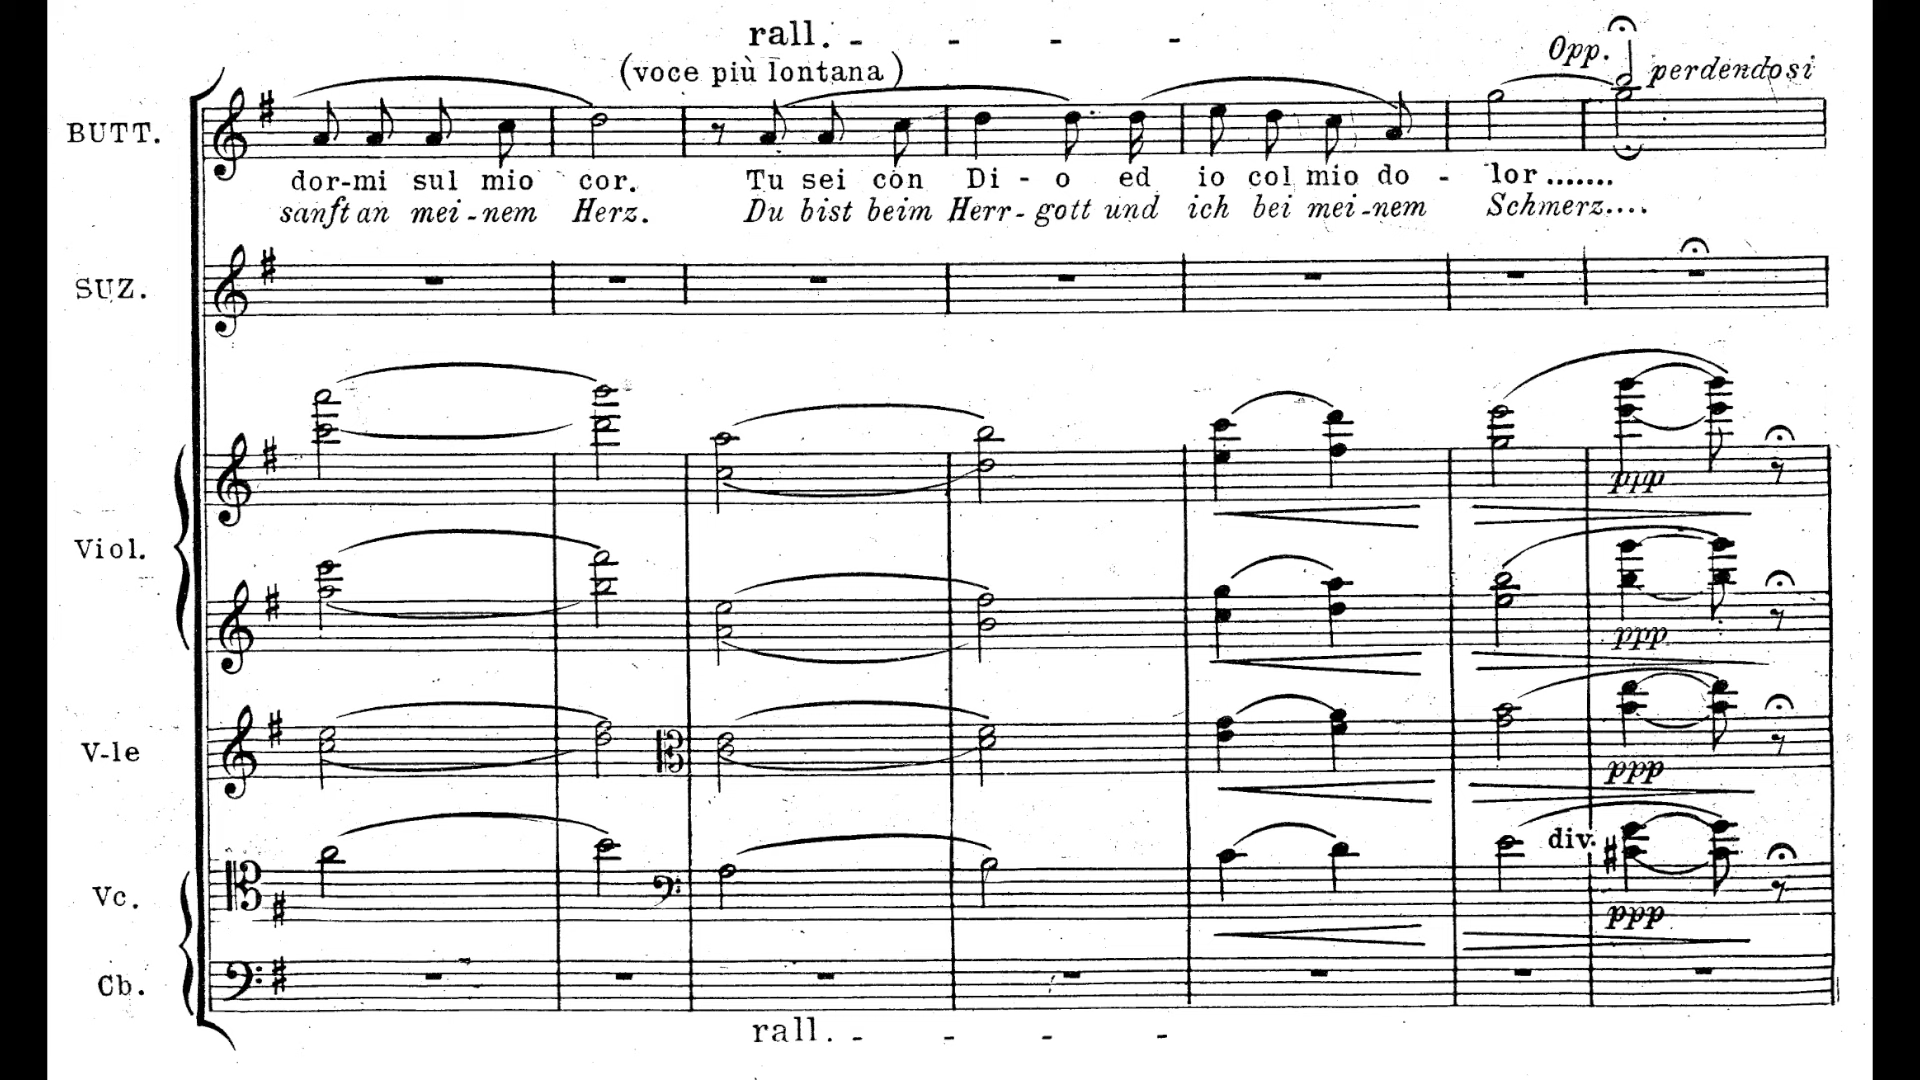 rall. - - - -
(voce più lontana)
Opp.
perdendosi
BUTT.
dor-mi sul mio cor. Tu sei con Di - o ed io col mio do - lor.......
sanft an mei-nem Herz. Du bist beim Herr-gott und ich bei mei-nem Schmerz....
SUZ.
ppp
Viol.
ppp
V-le
ppp
div.
Vc.
ppp
Cb.
rall. - - - -